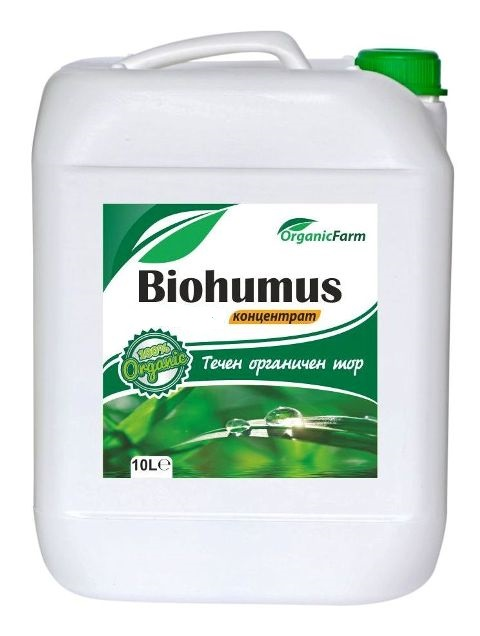 OrganicFarm
Biohumus
концентрат
100%
Organic
Течен органичен тор
10L℮